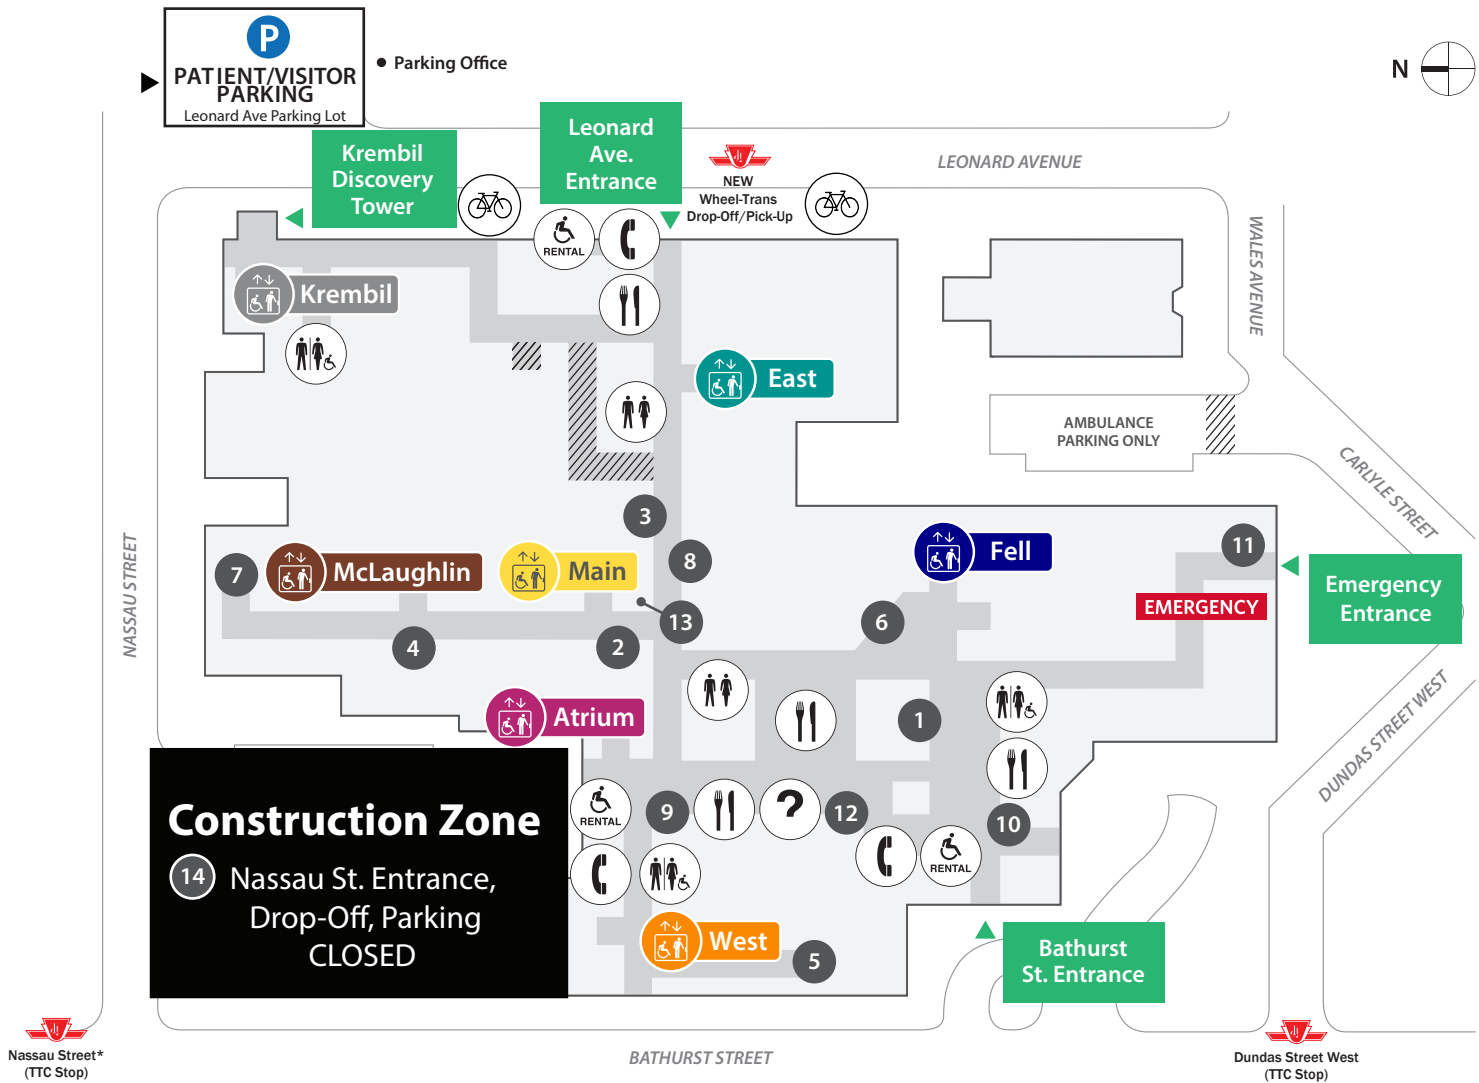 P
PATIENT/VISITOR
PARKING
Leonard Ave Parking Lot
Parking Office
N
Krembil
Discovery
Tower
Leonard
Ave.
Entrance
NEW
Wheel-Trans
Drop-Off/Pick-Up
LEONARD AVENUE
WALES AVENUE
RENTAL
Krembil
East
AMBULANCE
PARKING ONLY
CARLYLE STREET
NASSAU STREET
3
7
McLaughlin
Main
8
Fell
11
EMERGENCY
Emergency
Entrance
13
6
4
2
Atrium
1
DUNDAS STREET WEST
Construction Zone
14
Nassau St. Entrance,
Drop-Off, Parking
CLOSED
RENTAL
9
?
12
10
RENTAL
West
5
Bathurst
St. Entrance
Nassau Street*
(TTC Stop)
BATHURST STREET
Dundas Street West
(TTC Stop)